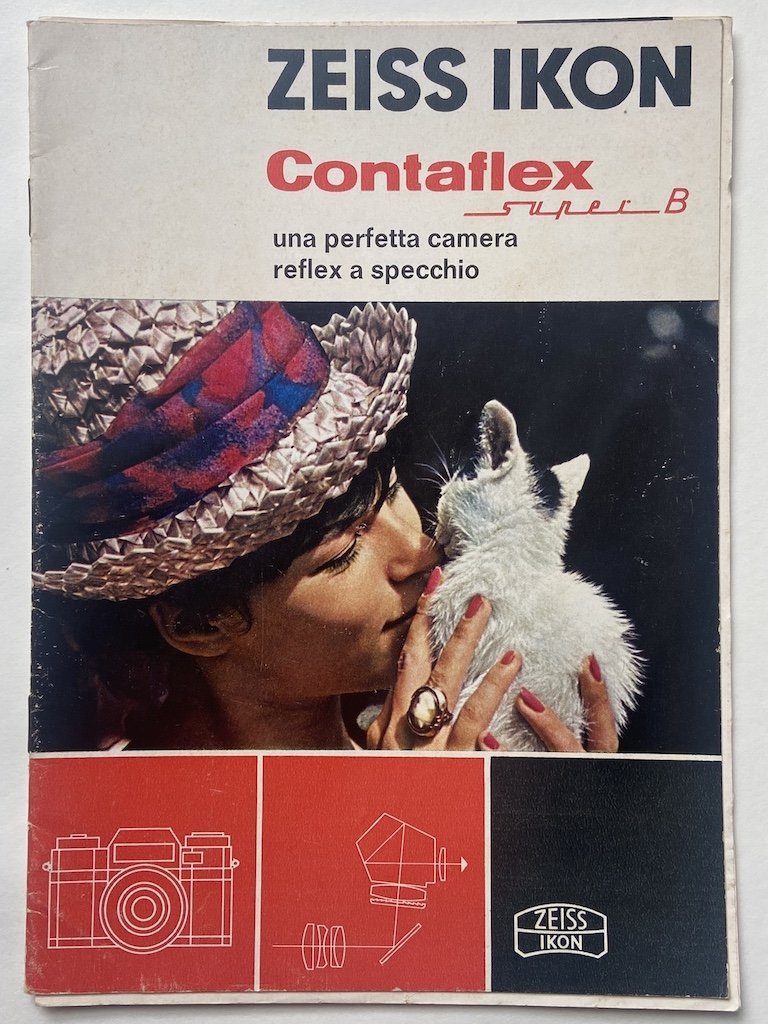 ZEISS IKON
Contaflex
super B
una perfetta camera
reflex a specchio
ZEISS
IKON